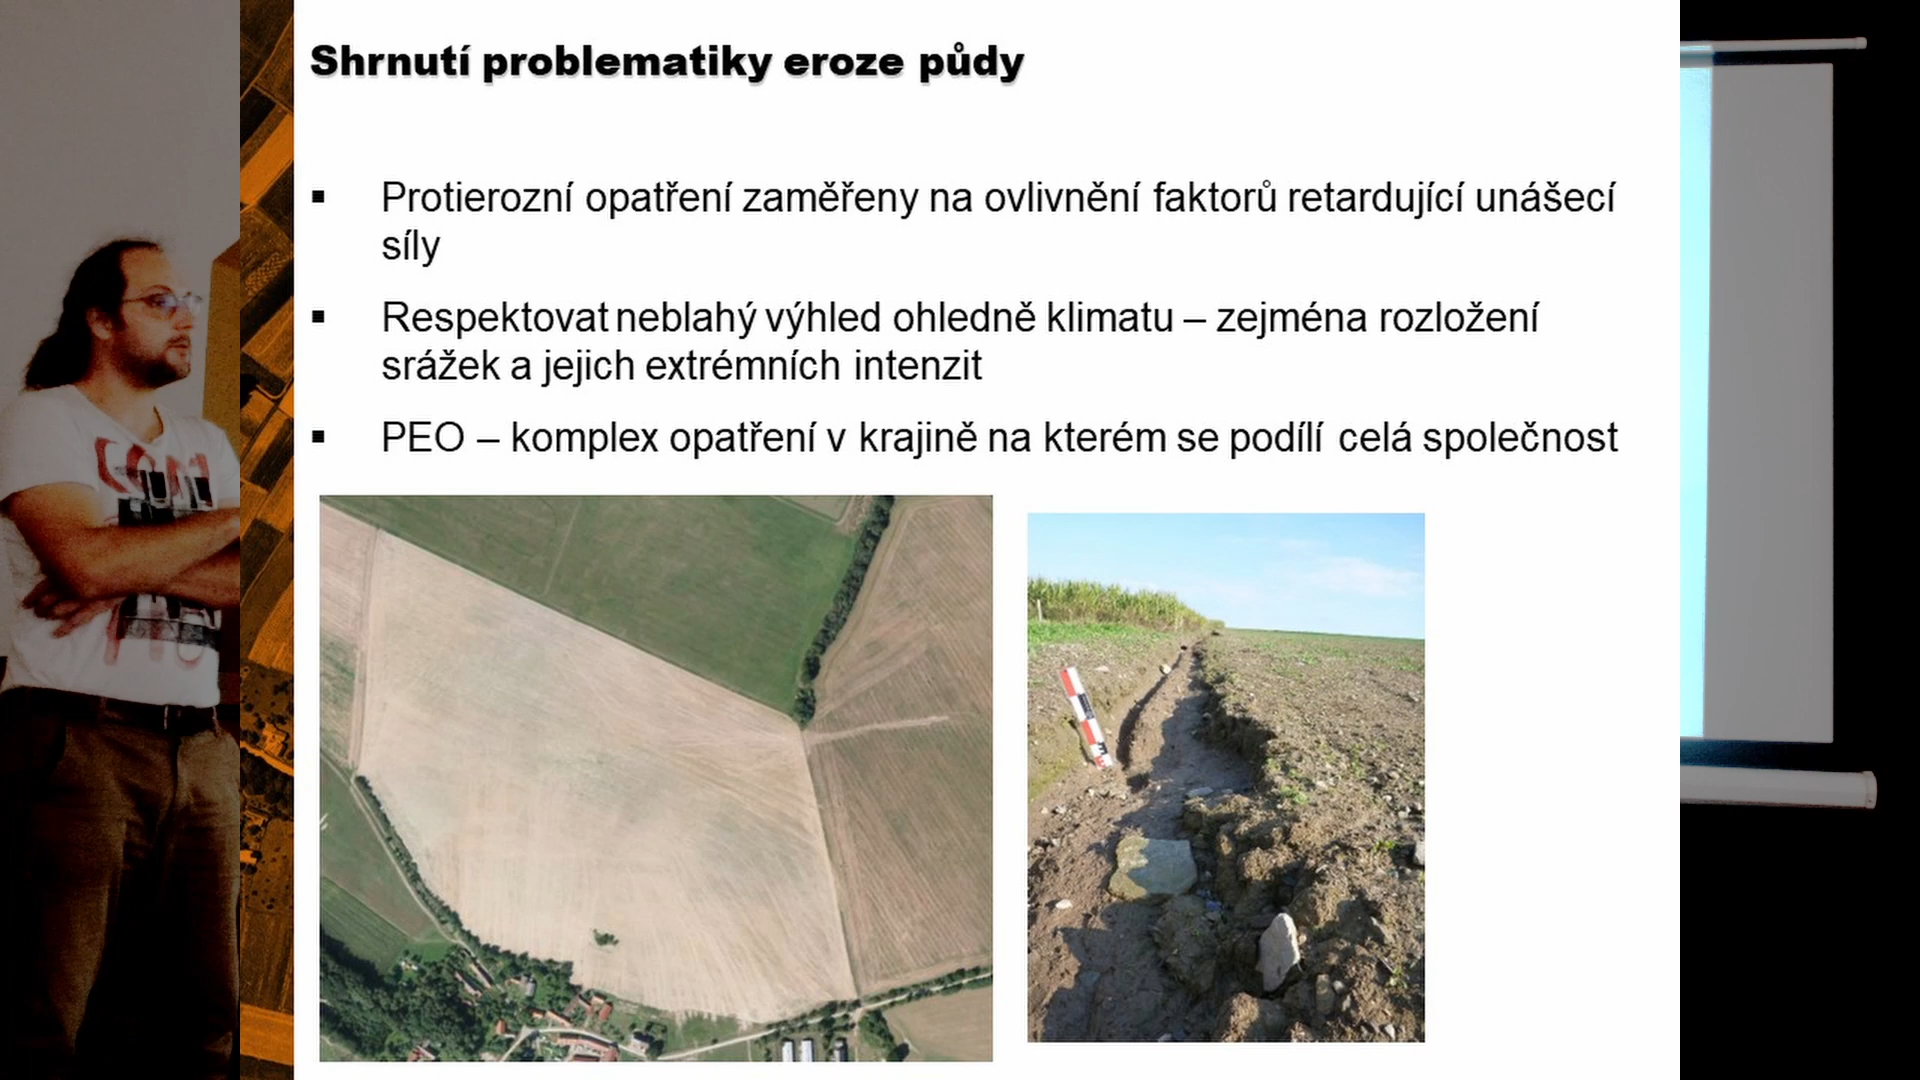 Shrnutí problematiky eroze půdy
▪ Protierozní opatření zaměřeny na ovlivnění faktorů retardující unášecí
síly
▪ Respektovat neblahý výhled ohledně klimatu – zejména rozložení
srážek a jejich extrémních intenzit
▪ PEO – komplex opatření v krajině na kterém se podílí celá společnost